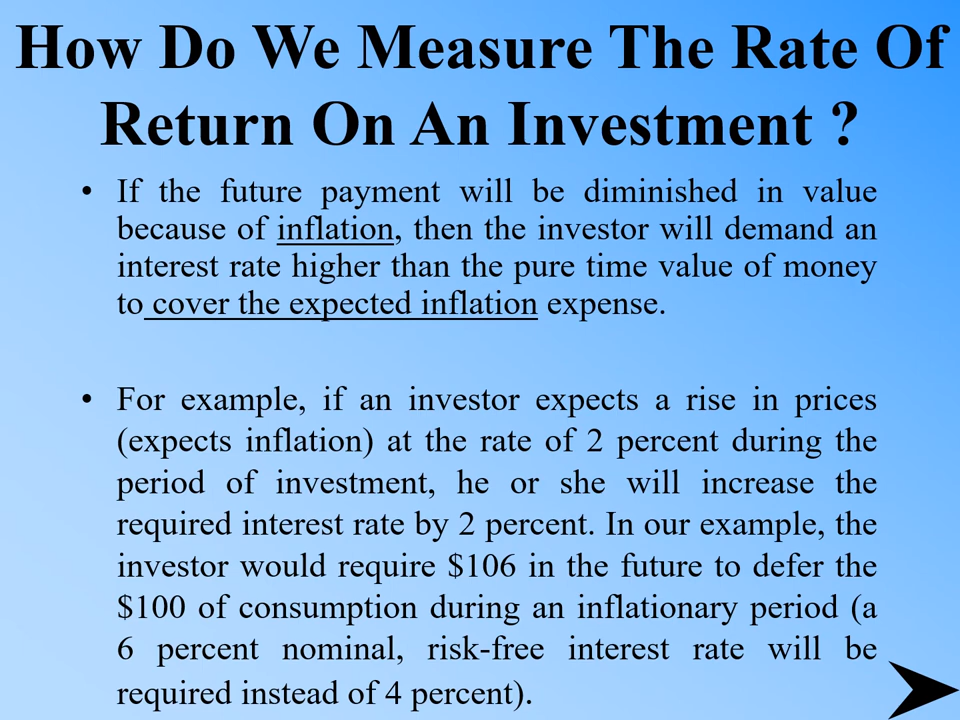 How Do We Measure The Rate Of
Return On An Investment ?
• If the future payment will be diminished in value
because of inflation, then the investor will demand an
interest rate higher than the pure time value of money
to cover the expected inflation expense.
• For example, if an investor expects a rise in prices
(expects inflation) at the rate of 2 percent during the
period of investment, he or she will increase the
required interest rate by 2 percent. In our example, the
investor would require $106 in the future to defer the
$100 of consumption during an inflationary period (a
6 percent nominal, risk-free interest rate will be
required instead of 4 percent).